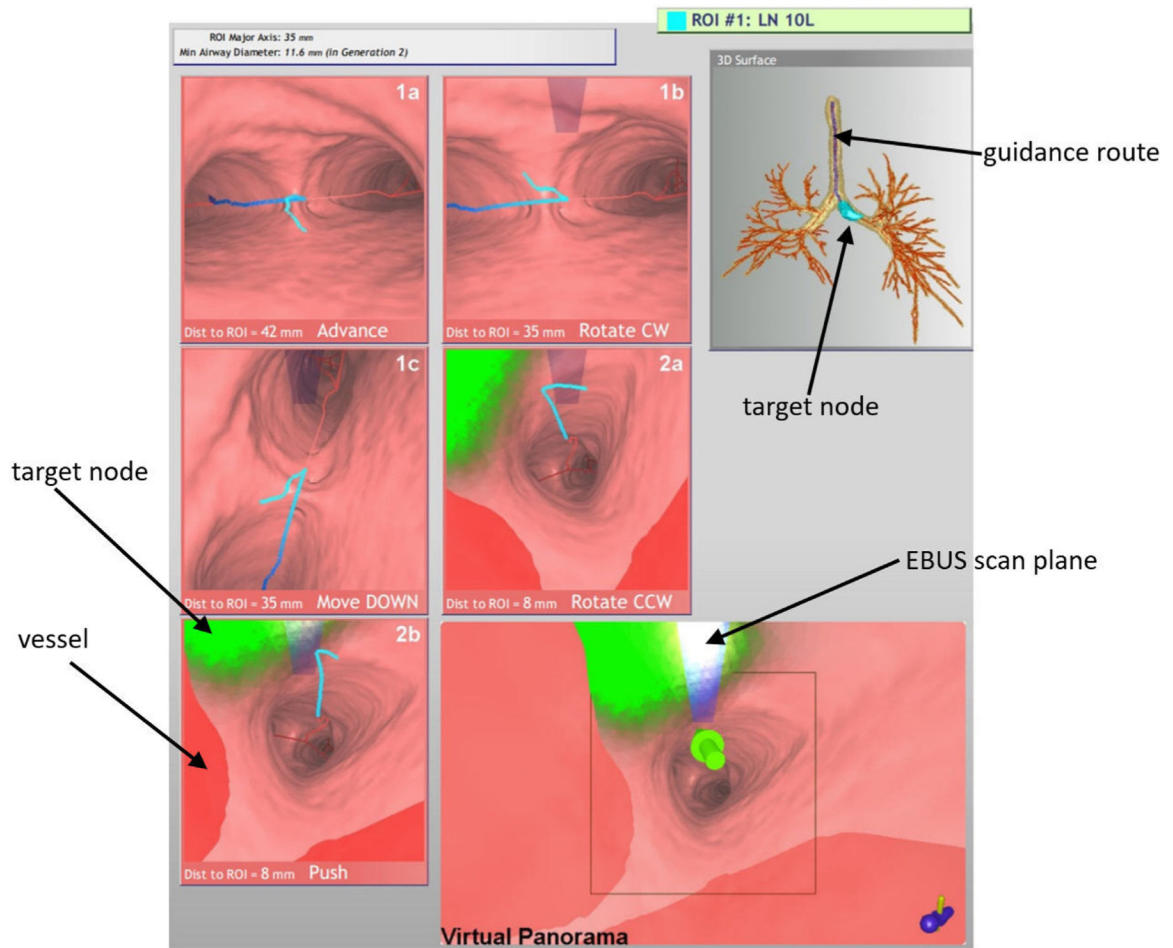 ROI #1: LN 10L
ROI Major Axis: 35 mm
Min Airway Diameter: 11.6 mm (in Generation 2)
1a
Dist to ROI = 42 mm Advance
1b
Dist to ROI = 35 mm Rotate CW
3D Surface
guidance route
target node
1c
Dist to ROI = 35 mm Move DOWN
2a
Dist to ROI = 8 mm Rotate CCW
target node
vessel
EBUS scan plane
2b
Dist to ROI = 8 mm Push
Virtual Panorama